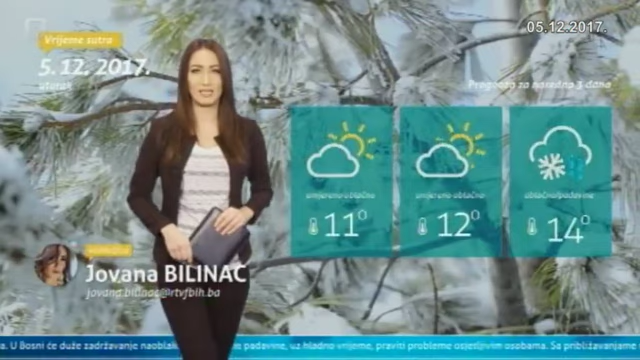 05.12.2017.
Vrijeme sutra
5. 12. 2017.
utorak
Prognoza za naredna 3 dana
umjereno oblačno
umjereno oblačno
oblačno/padavine
11°
12°
14°
Jovana BILINAC
jovana.bilinac@rtvfbih.ba
a. U Bosni će duže zadržavanje naoblak padavine, uz hladno vrijeme, praviti probleme osjetljivim osobama. Sa približavanjem